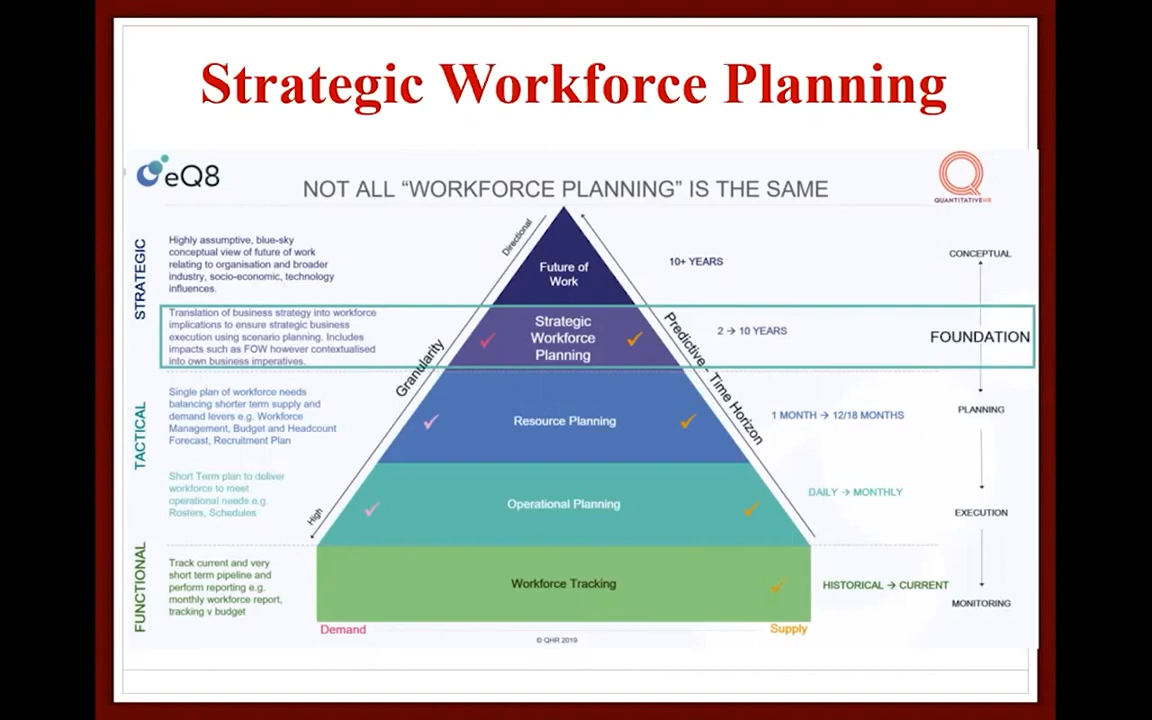 Strategic Workforce Planning
eQ8
NOT ALL “WORKFORCE PLANNING” IS THE SAME
QUANTITATIVEHR
STRATEGIC
Highly assumptive, blue-sky
conceptual view of future of work
relating to organisation and broader
industry, socio-economic, technology
influences.
Directional
Future of
Work
10+ YEARS
CONCEPTUAL
Translation of business strategy into workforce
implications to ensure strategic business
execution using scenario planning. Includes
impacts such as FOW however contextualised
into own business imperatives.
Granularity
✓
Strategic
Workforce
Planning
✓
Predictive - Time Horizon
2 → 10 YEARS
FOUNDATION
TACTICAL
Single plan of workforce needs
balancing shorter term supply and
demand levers e.g. Workforce
Management, Budget and Headcount
Forecast, Recruitment Plan
✓
Resource Planning
✓
1 MONTH → 12/18 MONTHS
PLANNING
Short Term plan to deliver
workforce to meet
operational needs e.g.
Rosters, Schedules
High
✓
Operational Planning
✓
DAILY → MONTHLY
EXECUTION
FUNCTIONAL
Track current and very
short term pipeline and
perform reporting e.g.
monthly workforce report,
tracking v budget
Workforce Tracking
✓
HISTORICAL → CURRENT
MONITORING
Demand
Supply
© QHR 2019